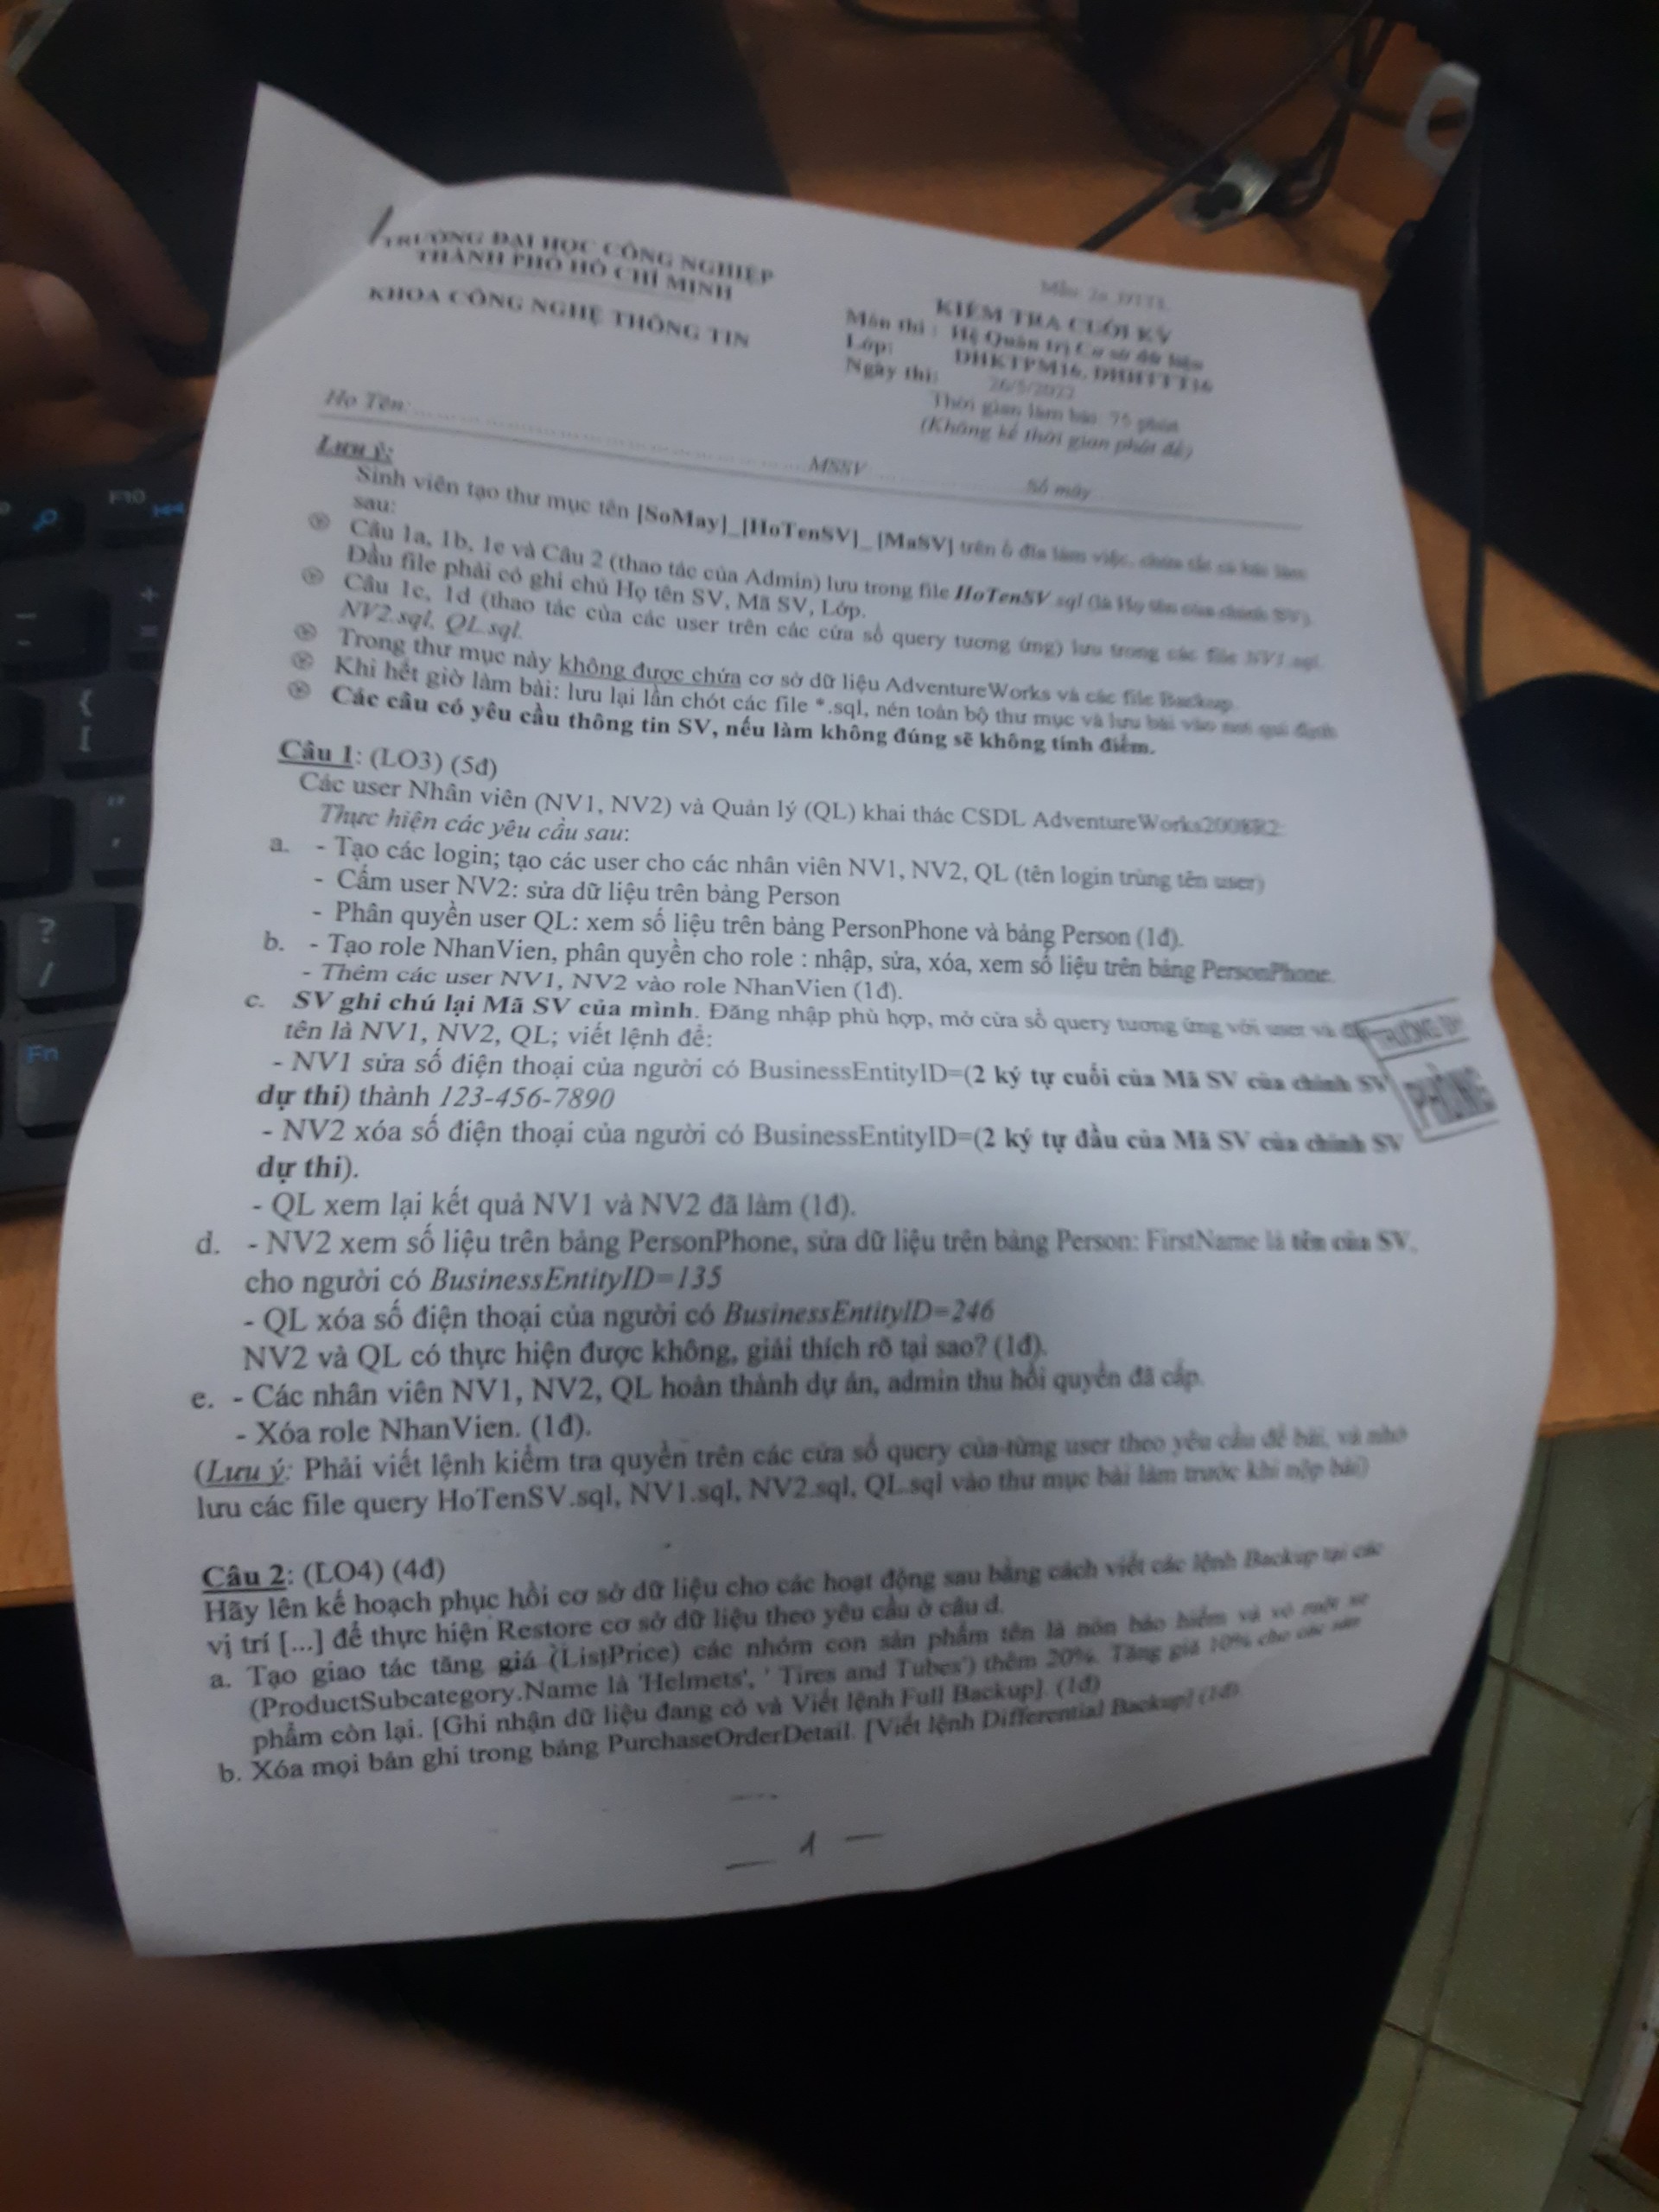 TRƯỜNG ĐẠI HỌC CÔNG NGHIỆP
THÀNH PHỐ HỒ CHÍ MINH
KHOA CÔNG NGHỆ THÔNG TIN
KIỂM TRA CUỐI KỲ
Môn thi : Hệ Quản trị Cơ sở dữ liệu
Lớp: DHKTPM16, DHHTTT16
Ngày thi: 26/5/2022
Thời gian làm bài: 75 phút
(Không kể thời gian phát đề)
Họ Tên: MSSV Số máy
Lưu ý:
Sinh viên tạo thư mục tên [SoMay]_[HoTenSV]_[MaSV] trên ổ đĩa làm việc, chứa tất cả bài làm
sau:
Câu 1a, 1b, 1e và Câu 2 (thao tác của Admin) lưu trong file HoTenSV.sql (là Họ tên của chính SV).
Đầu file phải có ghi chú Họ tên SV, Mã SV, Lớp.
Câu 1c, 1d (thao tác của các user trên các cửa sổ query tương ứng) lưu trong các file NV1.sql,
NV2.sql, QL.sql.
Trong thư mục này không được chứa cơ sở dữ liệu AdventureWorks và các file Backup.
Khi hết giờ làm bài: lưu lại lần chót các file *.sql, nén toàn bộ thư mục và lưu bài vào nơi qui định
Các câu có yêu cầu thông tin SV, nếu làm không đúng sẽ không tính điểm.
Câu 1: (LO3) (5đ)
Các user Nhân viên (NV1, NV2) và Quản lý (QL) khai thác CSDL AdventureWorks2008R2.
Thực hiện các yêu cầu sau:
a. - Tạo các login; tạo các user cho các nhân viên NV1, NV2, QL (tên login trùng tên user)
- Cấm user NV2: sửa dữ liệu trên bảng Person
- Phân quyền user QL: xem số liệu trên bảng PersonPhone và bảng Person (1đ).
b. - Tạo role NhanVien, phân quyền cho role : nhập, sửa, xóa, xem số liệu trên bảng PersonPhone.
- Thêm các user NV1, NV2 vào role NhanVien (1đ).
c. SV ghi chú lại Mã SV của mình. Đăng nhập phù hợp, mở cửa sổ query tương ứng với user và
tên là NV1, NV2, QL; viết lệnh để:
- NV1 sửa số điện thoại của người có BusinessEntityID=(2 ký tự cuối của Mã SV của chính SV
dự thi) thành 123-456-7890
- NV2 xóa số điện thoại của người có BusinessEntityID=(2 ký tự đầu của Mã SV của chính SV
dự thi).
- QL xem lại kết quả NV1 và NV2 đã làm (1đ).
TRƯỜNG ĐH
PHÒNG
d. - NV2 xem số liệu trên bảng PersonPhone, sửa dữ liệu trên bảng Person: FirstName là tên của SV,
cho người có BusinessEntityID=135
- QL xóa số điện thoại của người có BusinessEntityID=246
NV2 và QL có thực hiện được không, giải thích rõ tại sao? (1đ).
e. - Các nhân viên NV1, NV2, QL hoàn thành dự án, admin thu hồi quyền đã cấp.
- Xóa role NhanVien. (1đ).
(Lưu ý: Phải viết lệnh kiểm tra quyền trên các cửa sổ query của từng user theo yêu cầu đề bài, và nhớ
lưu các file query HoTenSV.sql, NV1.sql, NV2.sql, QL.sql vào thư mục bài làm trước khi nộp bài)
Câu 2: (LO4) (4đ)
Hãy lên kế hoạch phục hồi cơ sở dữ liệu cho các hoạt động sau bằng cách viết các lệnh Backup tại các
vị trí [...] để thực hiện Restore cơ sở dữ liệu theo yêu cầu ở câu d.
a. Tạo giao tác tăng giá (ListPrice) các nhóm con sản phẩm tên là nón bảo hiểm và vỏ ruột xe
(ProductSubcategory.Name là 'Helmets', ' Tires and Tubes') thêm 20%. Tăng giá 10% cho các sản
phẩm còn lại. [Ghi nhận dữ liệu đang có và Viết lệnh Full Backup]. (1đ)
b. Xóa mọi bản ghi trong bảng PurchaseOrderDetail. [Viết lệnh Differential Backup] (1đ)
1